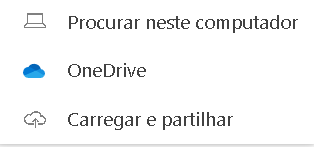 Procurar neste computador
OneDrive
Carregar e partilhar